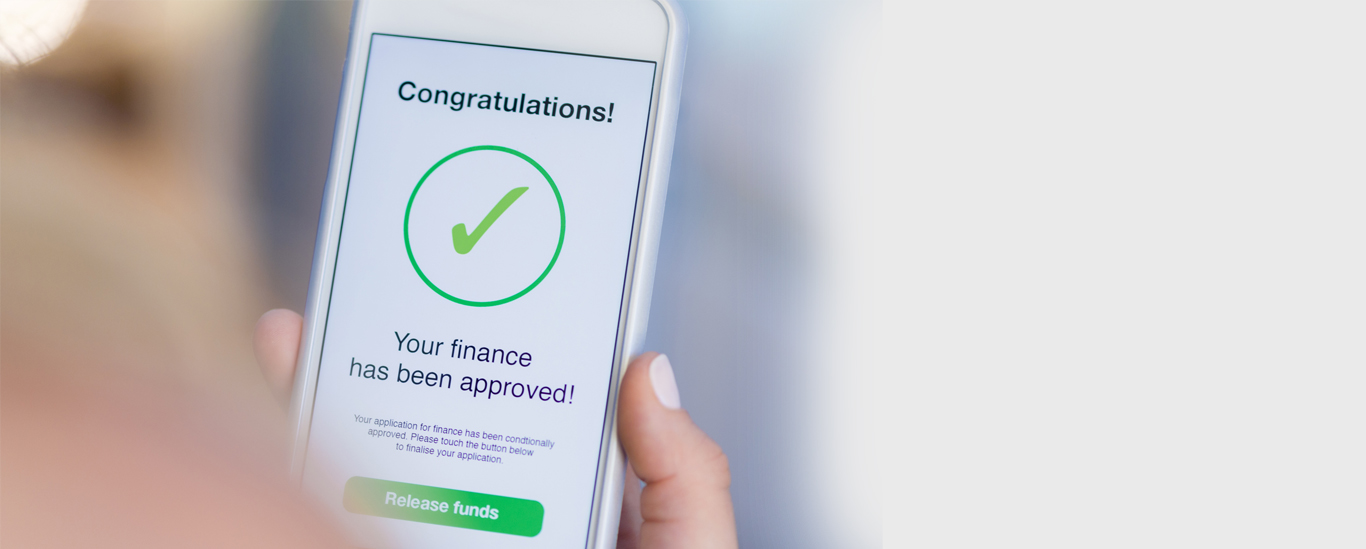 Congratulations!
Your finance
has been approved!
Your application for finance has been condtionally
approved. Please touch the button below
to finalise your application.
Release funds